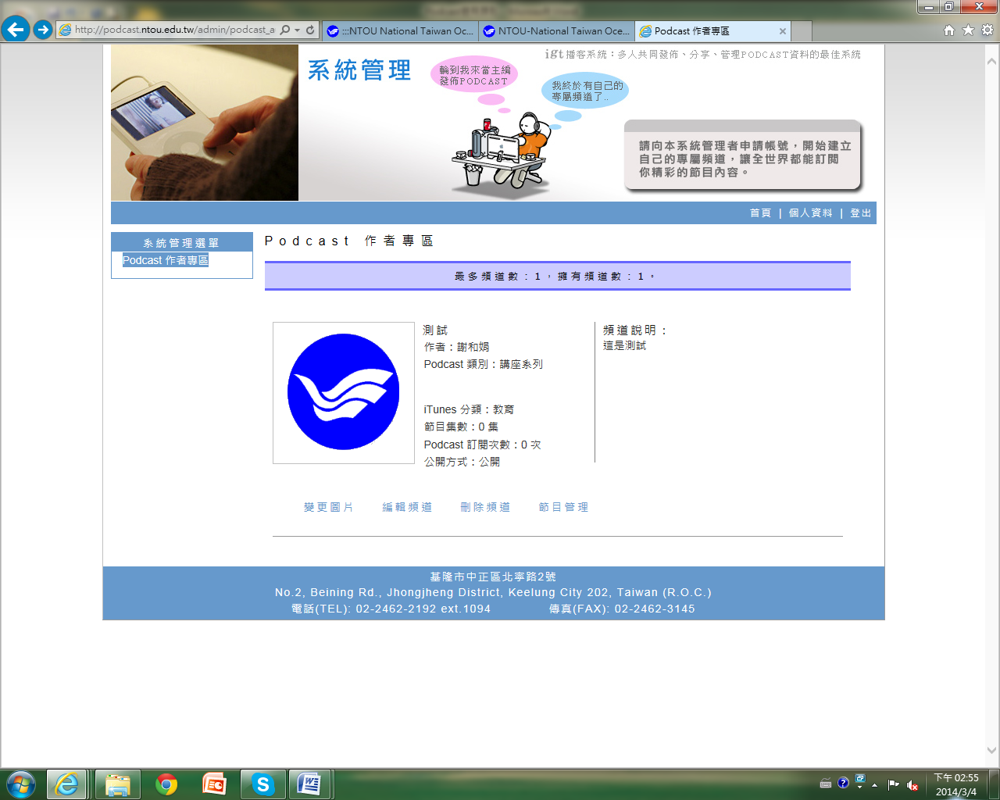 http://podcast.ntou.edu.tw/admin/podcast_a
:::NTOU National Taiwan Oc...
NTOU-National Taiwan Oce...
Podcast 作者專區
igt播客系統：多人共同發佈、分享、管理PODCAST資料的最佳系統
系統管理
輪到我來當主編
發佈PODCAST
我終於有自己的
專屬頻道了..
請向本系統管理者申請帳號，開始建立
自己的專屬頻道，讓全世界都能訂閱
你精彩的節目內容。
首頁 | 個人資料 | 登出
系統管理選單
Podcast 作者專區
Podcast 作者專區
最多頻道數：1，擁有頻道數：1。
測試
作者：謝和娟
Podcast 類別：講座系列
iTunes 分類：教育
節目集數：0 集
Podcast 訂閱次數：0 次
公開方式：公開
頻道說明：
這是測試
變更圖片 編輯頻道 刪除頻道 節目管理
基隆市中正區北寧路2號
No.2, Beining Rd., Jhongjheng District, Keelung City 202, Taiwan (R.O.C.)
電話(TEL): 02-2462-2192 ext.1094 傳真(FAX): 02-2462-3145
下午 02:55
2014/3/4